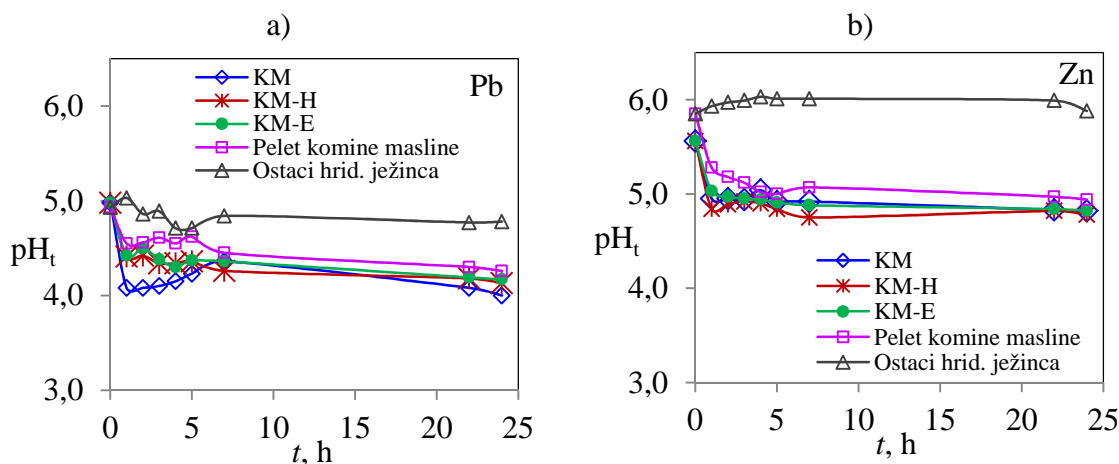 a)
Pb
KM
KM-H
KM-E
Pelet komine masline
Ostaci hrid. ježinca
6,0
5,0
4,0
3,0
pHt
0
5
10
15
20
25
t, h
b)
Zn
6,0
5,0
4,0
3,0
pHt
KM
KM-H
KM-E
Pelet komine masline
Ostaci hrid. ježinca
0
5
10
15
20
25
t, h